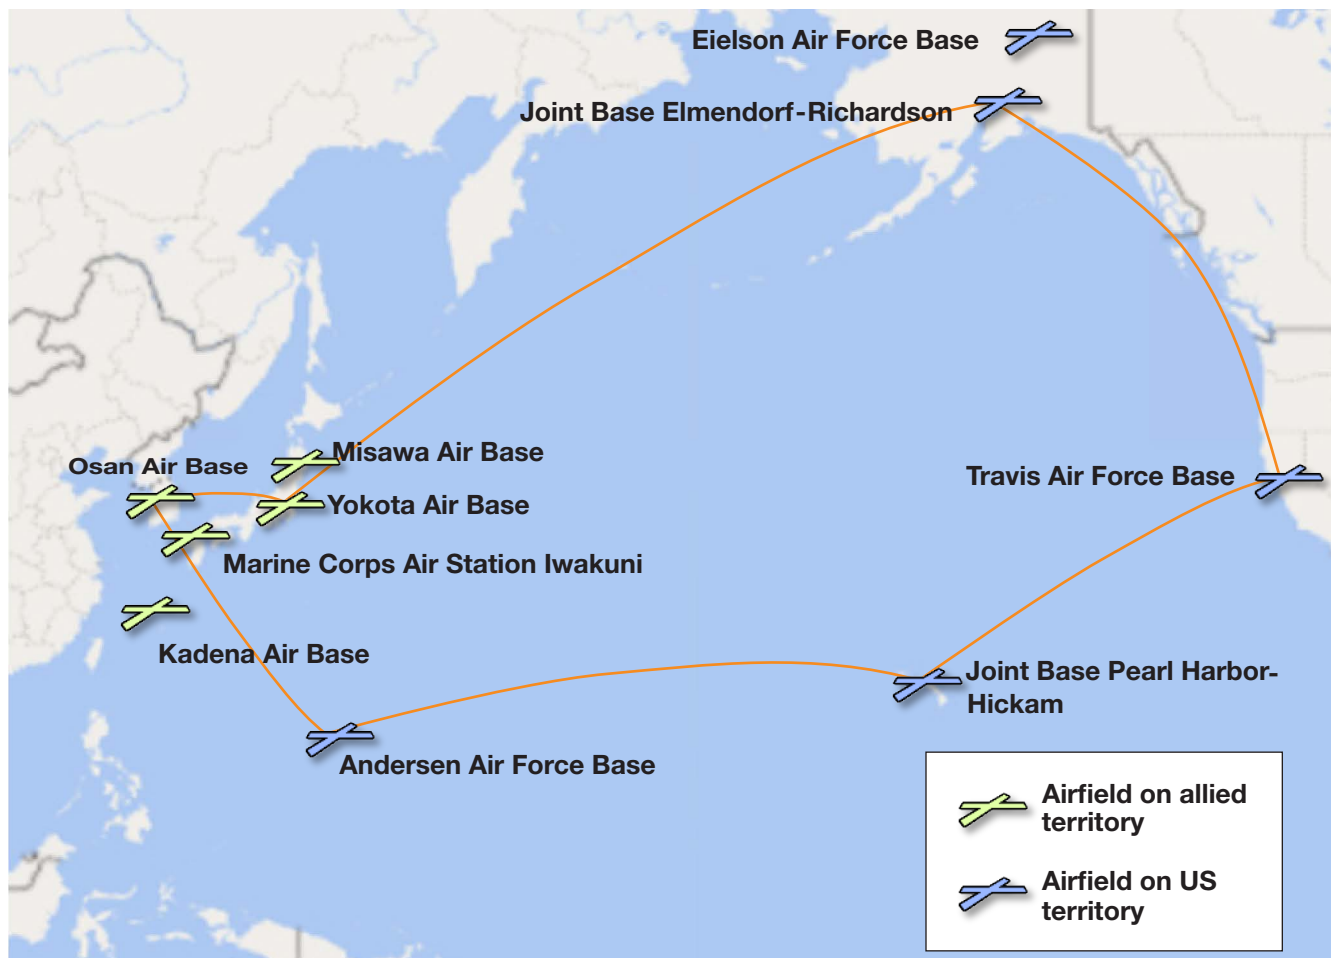 Eielson Air Force Base
Joint Base Elmendorf-Richardson
Misawa Air Base
Osan Air Base
Travis Air Force Base
Yokota Air Base
Marine Corps Air Station Iwakuni
Kadena Air Base
Joint Base Pearl Harbor-
Hickam
Andersen Air Force Base
Airfield on allied
territory
Airfield on US
territory